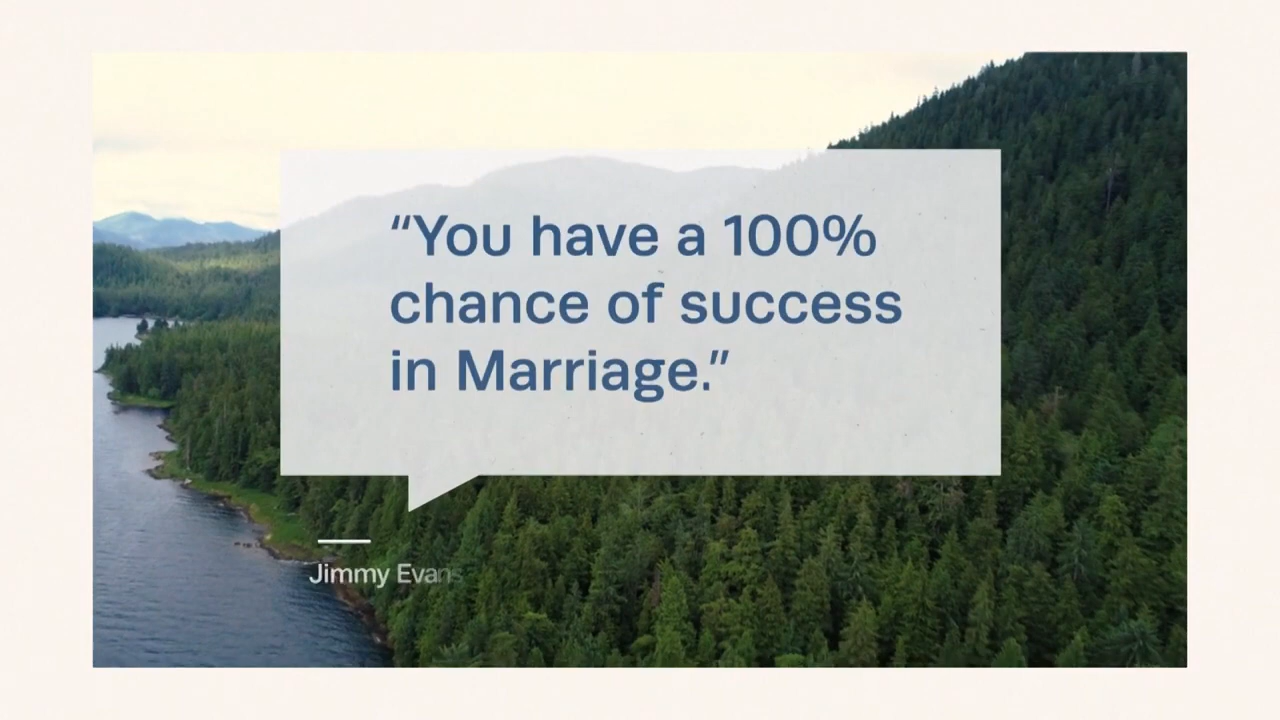 “You have a 100%
chance of success
in Marriage.”
Jimmy Evans